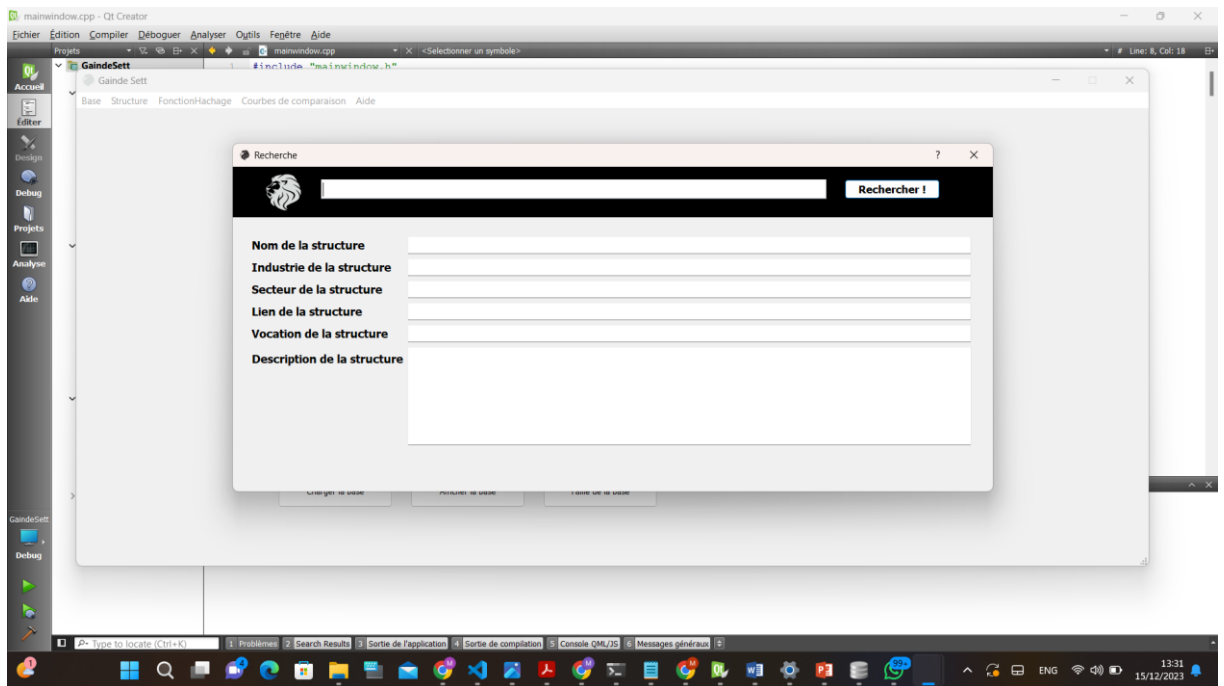 mainwindow.cpp - Qt Creator
Eichier Édition Compiler Déboguer Analyser Outils Fenêtre Aide
Projets mainwindow.cpp <Selectionner un symbole> # Line: 8, Col: 18
GaindeSett 1 #include "mainwindow.h"
Accueil
Éditer
Design
Debug
Projets
Analyse
Aide
GaindeSett
Debug
Gainde Sett
Base Structure FonctionHachage Courbes de comparaison Aide
Recherche ?
Rechercher !
Nom de la structure
Industrie de la structure
Secteur de la structure
Lien de la structure
Vocation de la structure
Description de la structure
Charger la base Afficher la base Taille de la base
Type to locate (Ctrl+K) 1 Problèmes 2 Search Results 3 Sortie de l'application 4 Sortie de compilation 5 Console QML/JS 6 Messages généraux
99+ ENG 13:31
15/12/2023